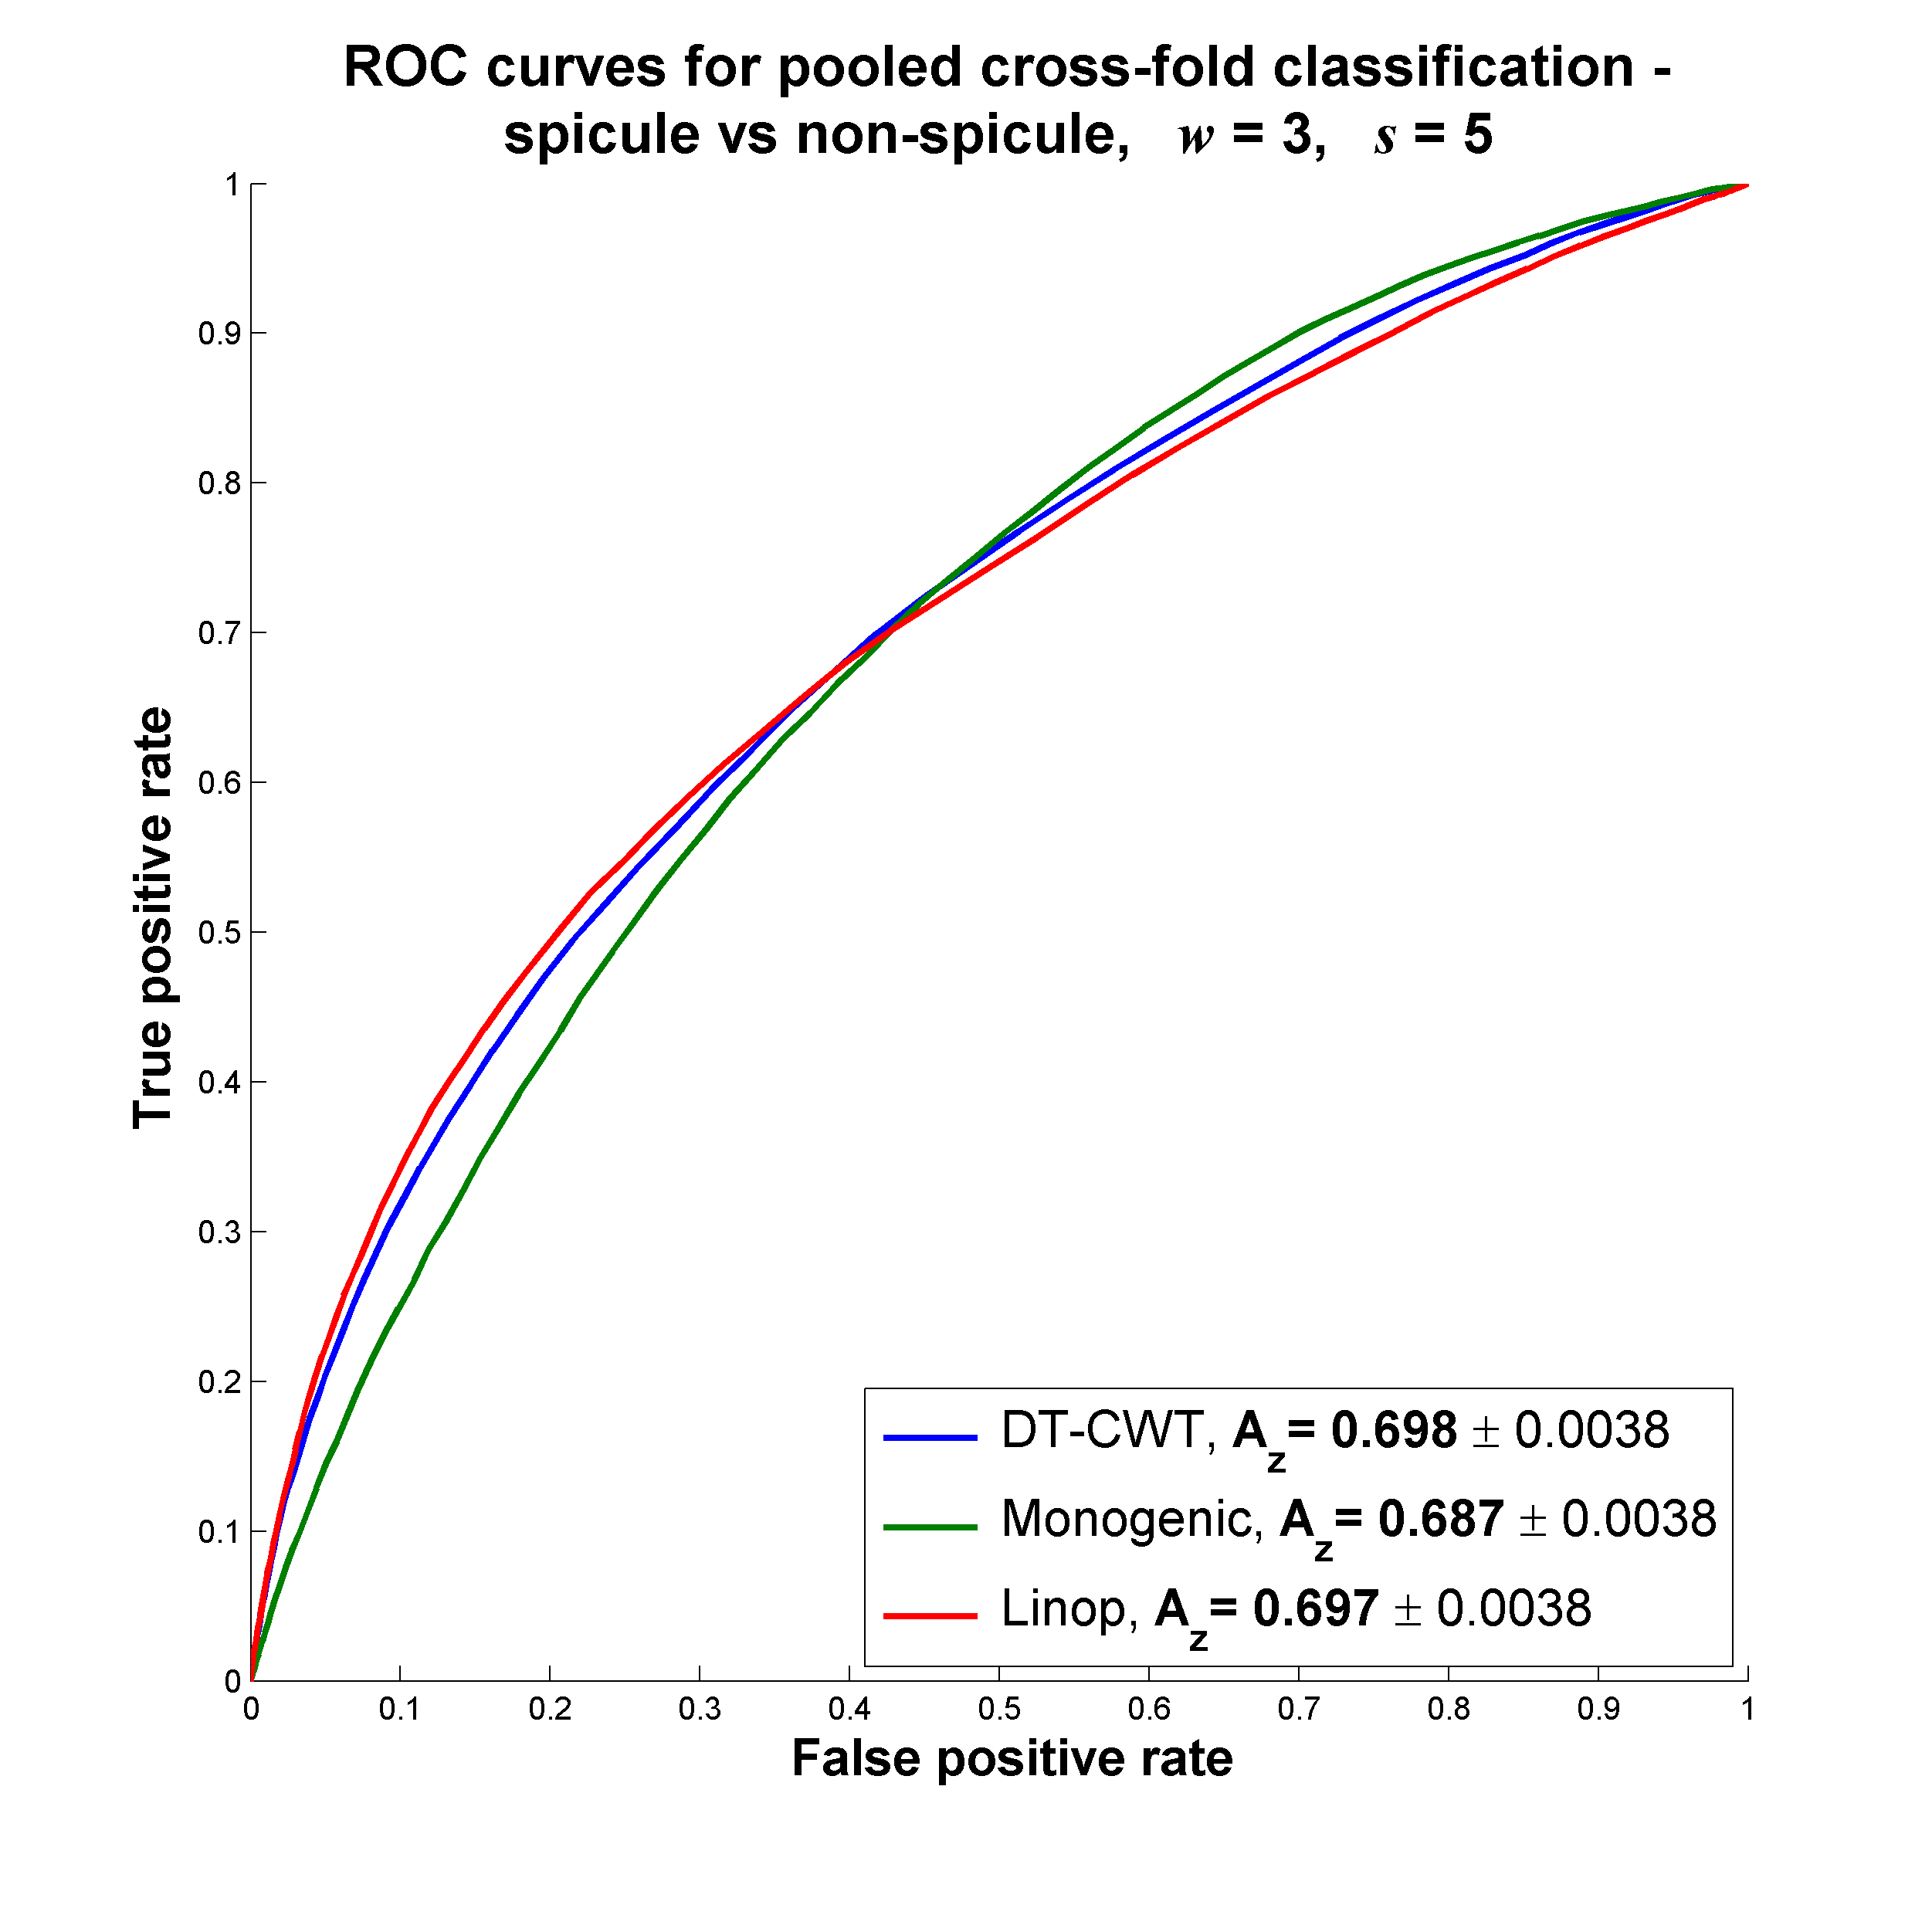 ROC curves for pooled cross-fold classification -
spicule vs non-spicule, w = 3, s = 5
1
0.9
0.8
0.7
0.6
0.5
0.4
0.3
0.2
0.1
0
True positive rate
DT-CWT, Az= 0.698 ± 0.0038
Monogenic, Az= 0.687 ± 0.0038
Linop, Az= 0.697 ± 0.0038
0 0.1 0.2 0.3 0.4 0.5 0.6 0.7 0.8 0.9 1
False positive rate